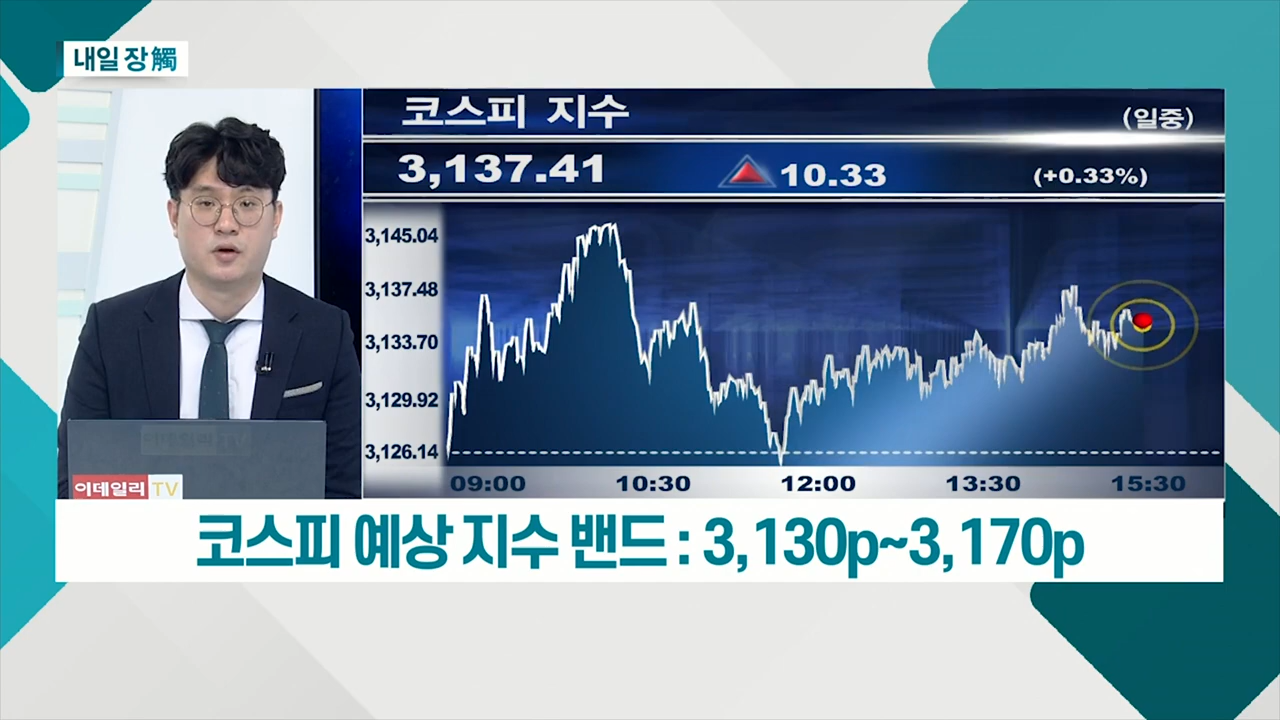 내일 장 觸
코스피 지수
(일중)
3,137.41
10.33
(+0.33%)
3,145.04
3,137.48
3,133.70
3,129.92
3,126.14
09:00
10:30
12:00
13:30
15:30
이데일리 TV
코스피 예상 지수 밴드 : 3,130p~3,170p